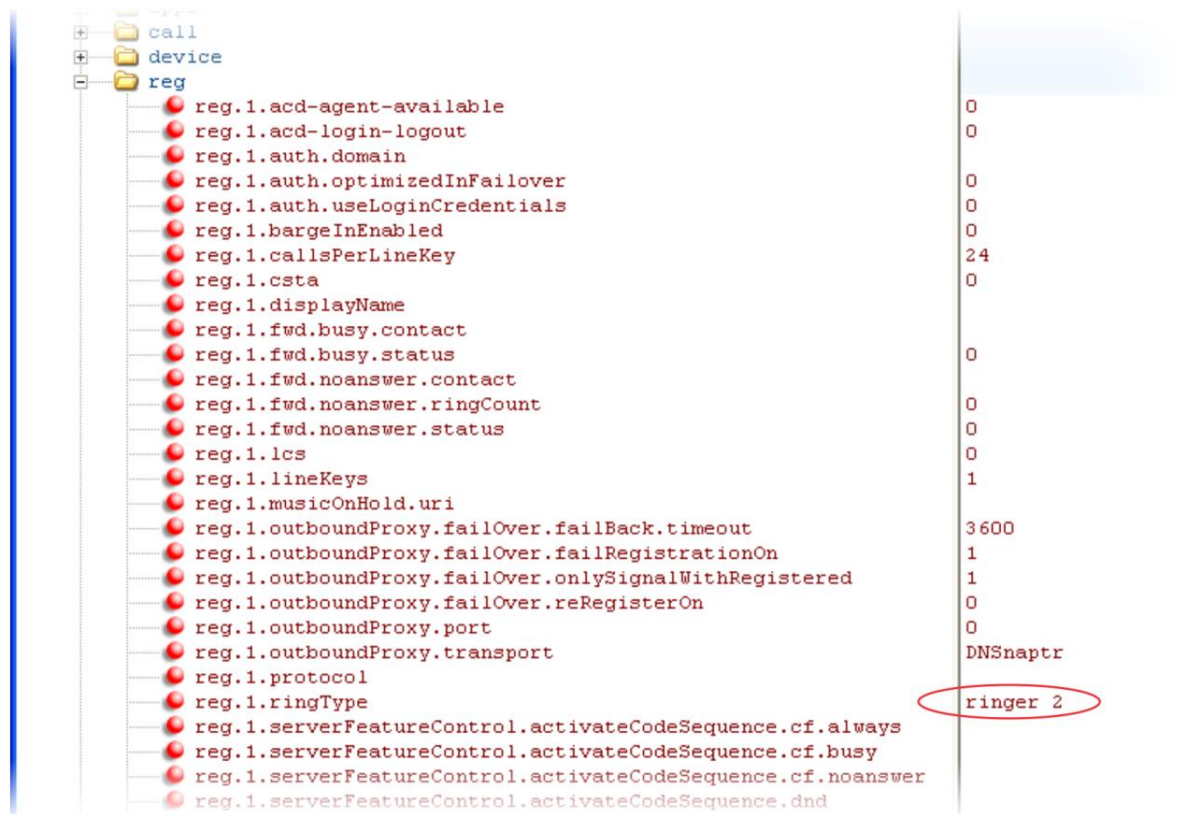 call
device
reg
reg.1.acd-agent-available 0
reg.1.acd-login-logout 0
reg.1.auth.domain
reg.1.auth.optimizedInFailover 0
reg.1.auth.useLoginCredentials 0
reg.1.bargeInEnabled 0
reg.1.callsPerLineKey 24
reg.1.csta 0
reg.1.displayName
reg.1.fwd.busy.contact
reg.1.fwd.busy.status 0
reg.1.fwd.noanswer.contact
reg.1.fwd.noanswer.ringCount 0
reg.1.fwd.noanswer.status 0
reg.1.lcs 0
reg.1.lineKeys 1
reg.1.musicOnHold.uri
reg.1.outboundProxy.failOver.failBack.timeout 3600
reg.1.outboundProxy.failOver.failRegistrationOn 1
reg.1.outboundProxy.failOver.onlySignalWithRegistered 1
reg.1.outboundProxy.failOver.reRegisterOn 0
reg.1.outboundProxy.port 0
reg.1.outboundProxy.transport DNSnaptr
reg.1.protocol
reg.1.ringType ringer 2
reg.1.serverFeatureControl.activateCodeSequence.cf.always
reg.1.serverFeatureControl.activateCodeSequence.cf.busy
reg.1.serverFeatureControl.activateCodeSequence.cf.noanswer
reg.1.serverFeatureControl.activateCodeSequence.dnd